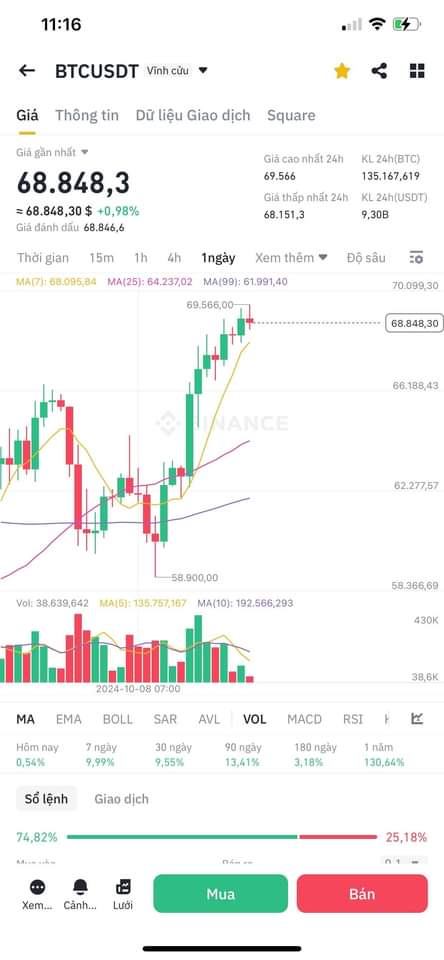 11:16
BTCUSDT Vĩnh cửu
Giá Thông tin Dữ liệu Giao dịch Square
Giá gần nhất
68.848,3
≈ 68.848,30 $ +0,98%
Giá đánh dấu 68.846,6
Giá cao nhất 24h KL 24h(BTC)
69.566 135.167,619
Giá thấp nhất 24h KL 24h(USDT)
68.151,3 9,30B
Thời gian 15m 1h 4h 1ngày Xem thêm Độ sâu
MA(7): 68.095,84 MA(25): 64.237,02 MA(99): 61.991,40
70.099,30
69.566,00
68.848,30
66.188,43
BINANCE
62.277,57
58.900,00
58.366,69
Vol: 38.639,642 MA(5): 135.757,167 MA(10): 192.566,293
430K
38,6K
2024-10-08 07:00
MA EMA BOLL SAR AVL VOL MACD RSI
Hôm nay 7 ngày 30 ngày 90 ngày 180 ngày 1 năm
0,54% 9,99% 9,55% 13,41% 3,18% 130,64%
Sổ lệnh Giao dịch
74,82% 25,18%
Xem... Cảnh... Lưới
Mua Bán